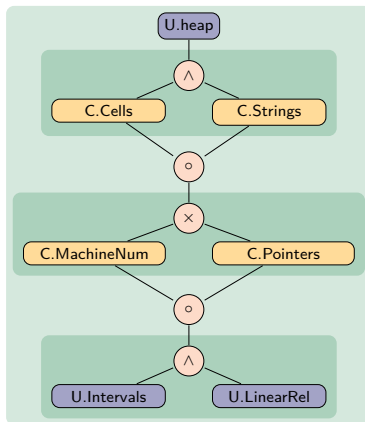 U.heap
∧
C.Cells C.Strings
∘
×
C.MachineNum C.Pointers
∘
∧
U.Intervals U.LinearRel